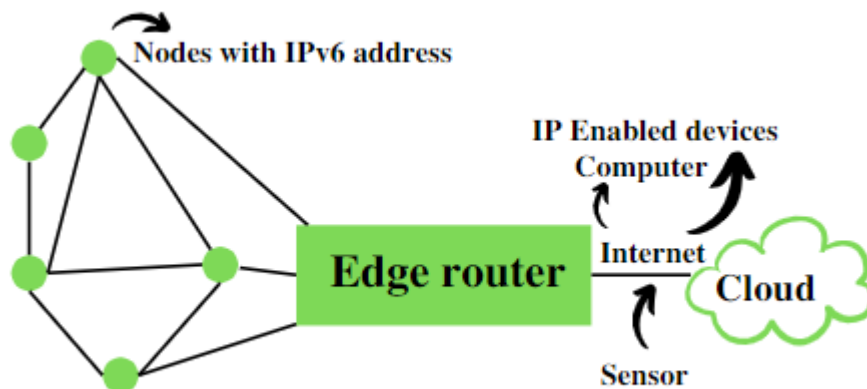 Nodes with IPv6 address
IP Enabled devices
Computer
Edge router
Internet
Cloud
Sensor